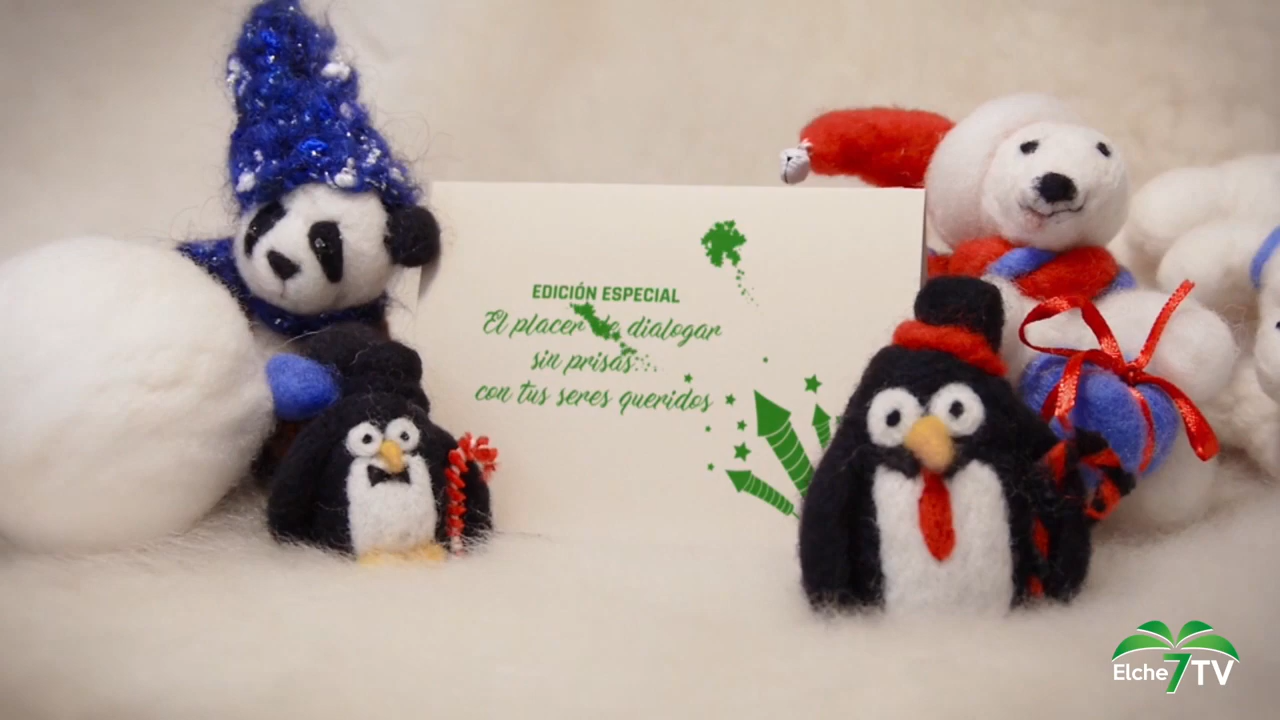 EDICIÓN ESPECIAL
El placer de dialogar
sin prisas
con tus seres queridos
Elche 7 TV